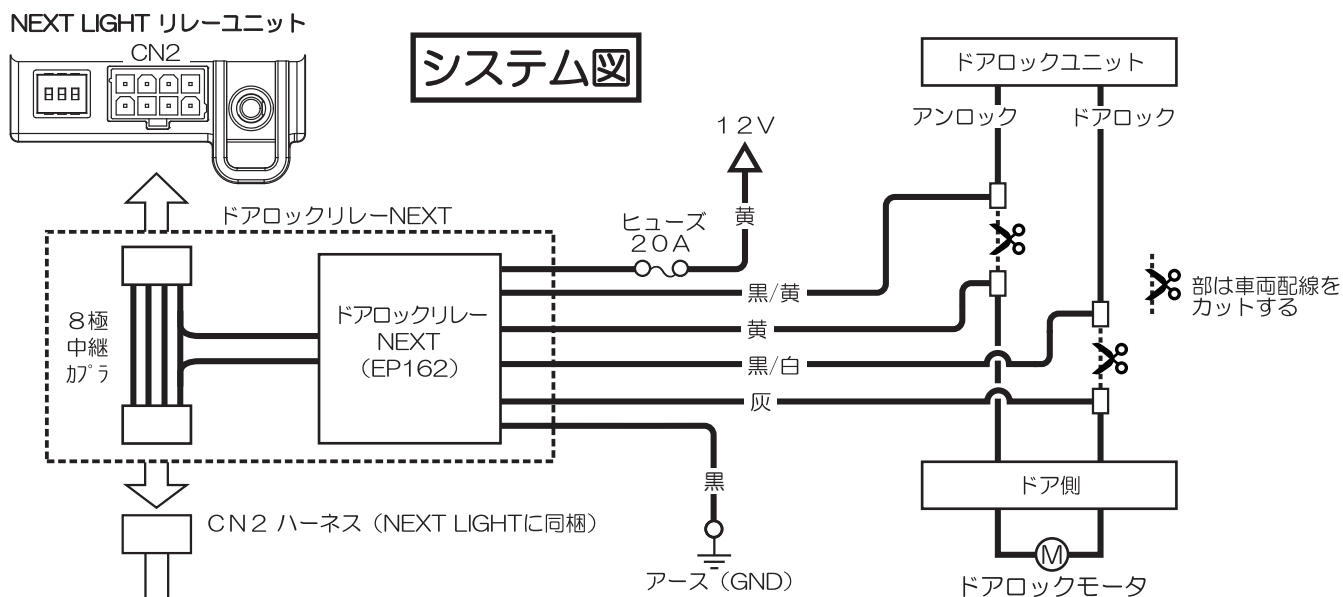 NEXT LIGHT リレーユニット
CN2
システム図
ドアロックユニット
アンロック
ドアロック
12V
黄
ドアロックリレーNEXT
ヒューズ
20A
黒/黄
部は車両配線を
カットする
8極
中継
ｶﾌﾟﾗ
ドアロックリレー
NEXT
（EP162）
黄
黒/白
灰
黒
ドア側
CN2 ハーネス（NEXT LIGHTに同梱）
M
アース（GND）
ドアロックモータ